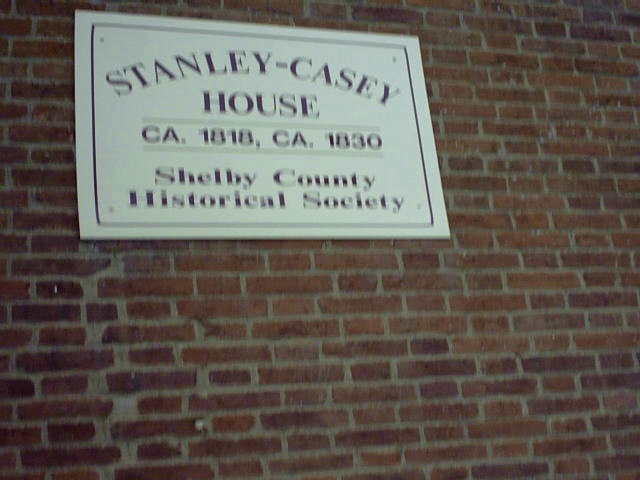 STANLEY-CASEY
HOUSE
CA. 1818, CA. 1830
Shelby County
Historical Society